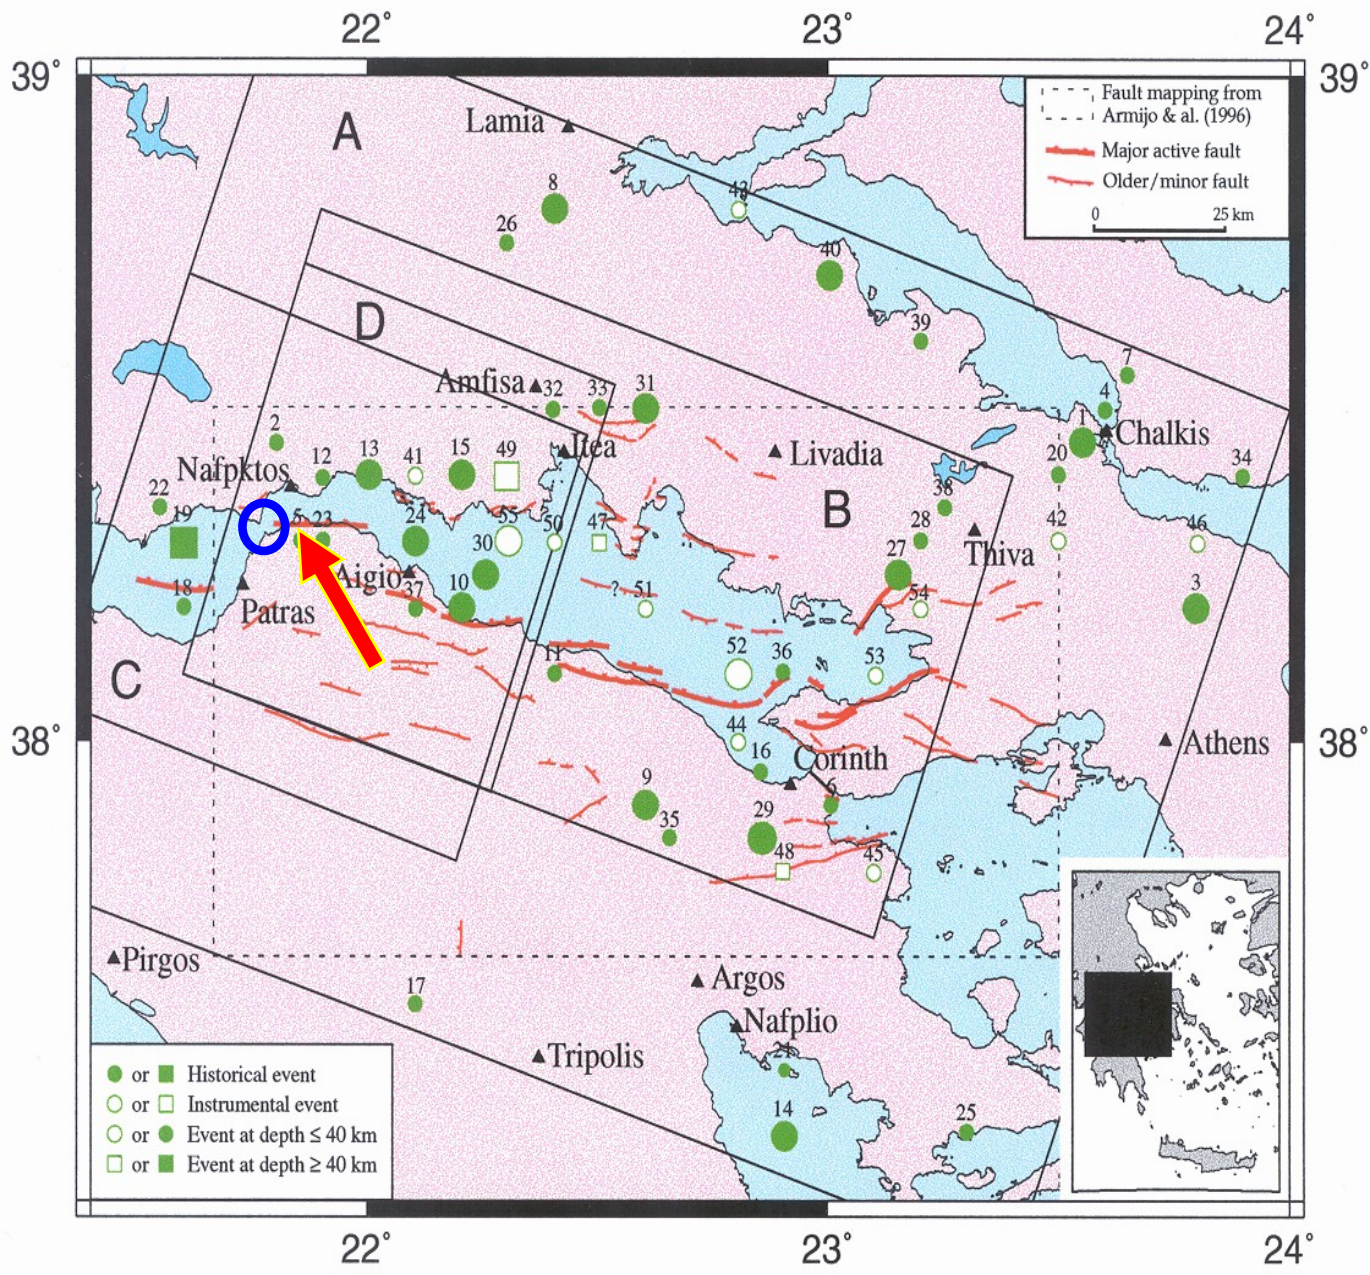 22° 23° 24°
39° 39°
Fault mapping from
Armijo & al. (1996)
Major active fault
Older/minor fault
0 25 km
A
Lamia
8
43
26
40
39
D
7
Amfisa 32 33 31
4
1 Chalkis
2
Itea
Livadia
Nafpktos 12 13 41 15 49
20
34
22
B
38
19 5 23 24 55 50 47
28
42
46
30
27 Thiva
Aigio
18
Patras
37 10
? 51
54
3
C
11
52 36 53
44
38° 38°
16
Corinth
Athens
9
6
35
29
48 45
Pirgos
17
Argos
Nafplio
Tripolis
21
14
25
or Historical event
or Instrumental event
or Event at depth ≤ 40 km
or Event at depth ≥ 40 km
22° 23° 24°